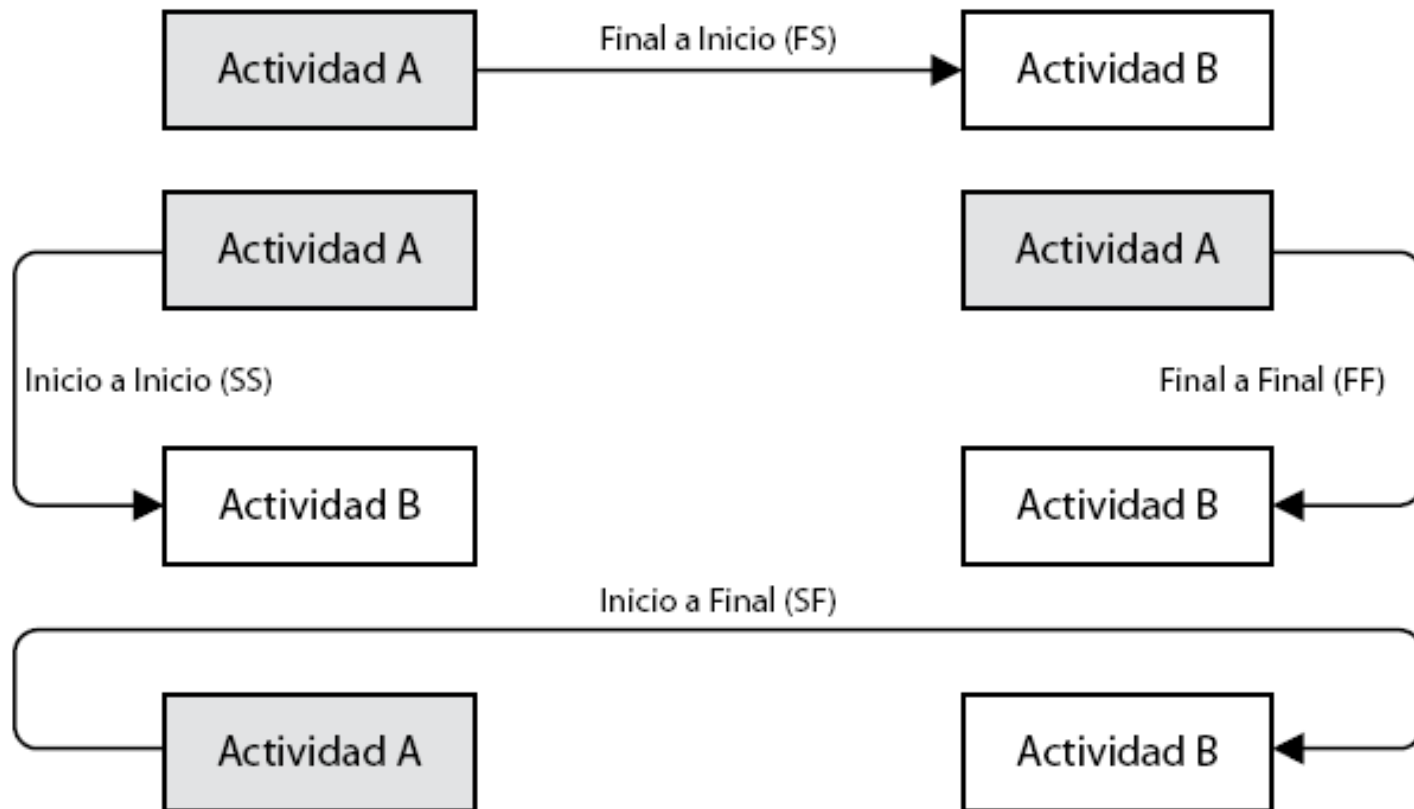 Actividad A
Final a Inicio (FS)
Actividad B
Actividad A
Actividad A
Inicio a Inicio (SS)
Final a Final (FF)
Actividad B
Actividad B
Inicio a Final (SF)
Actividad A
Actividad B